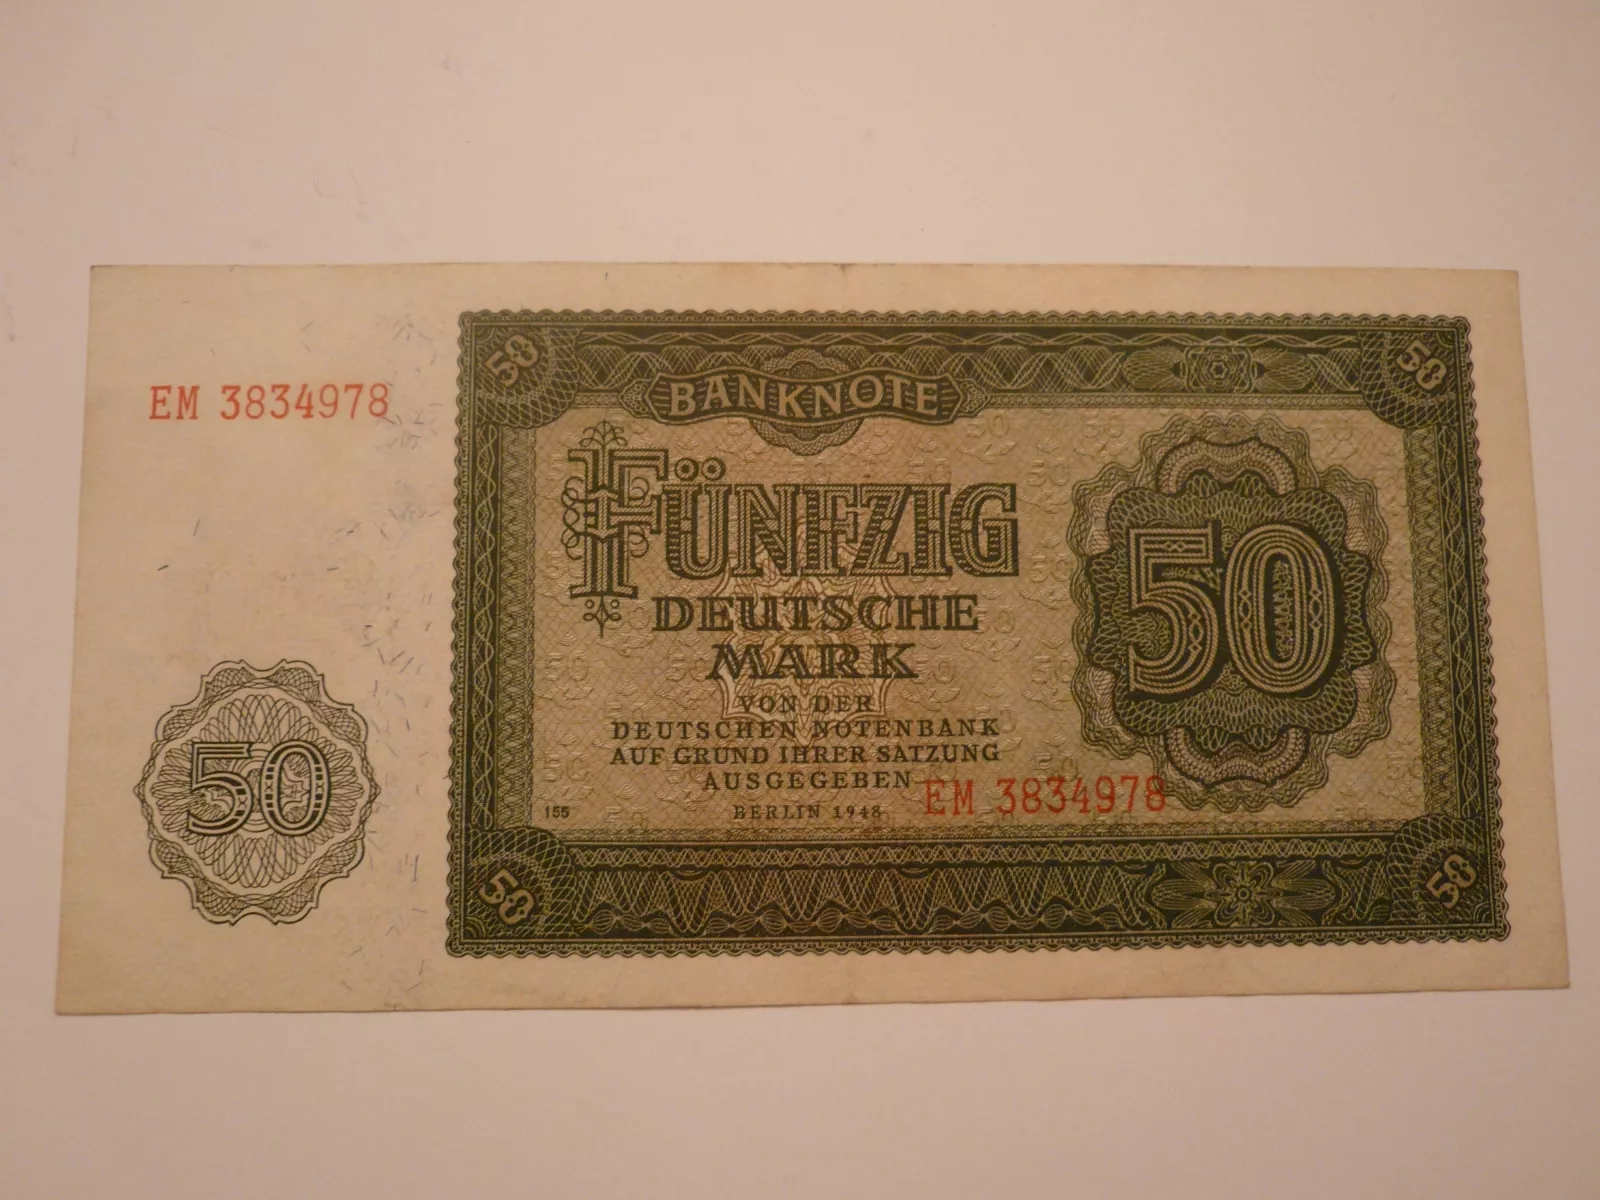 50
50
BANKNOTE
EM 3834978
FÜNFZIG
50
DEUTSCHE
MARK
VON DER
DEUTSCHEN NOTENBANK
AUF GRUND IHRER SATZUNG
AUSGEGEBEN
EM 3834978
155
BERLIN 1948
50
50
50